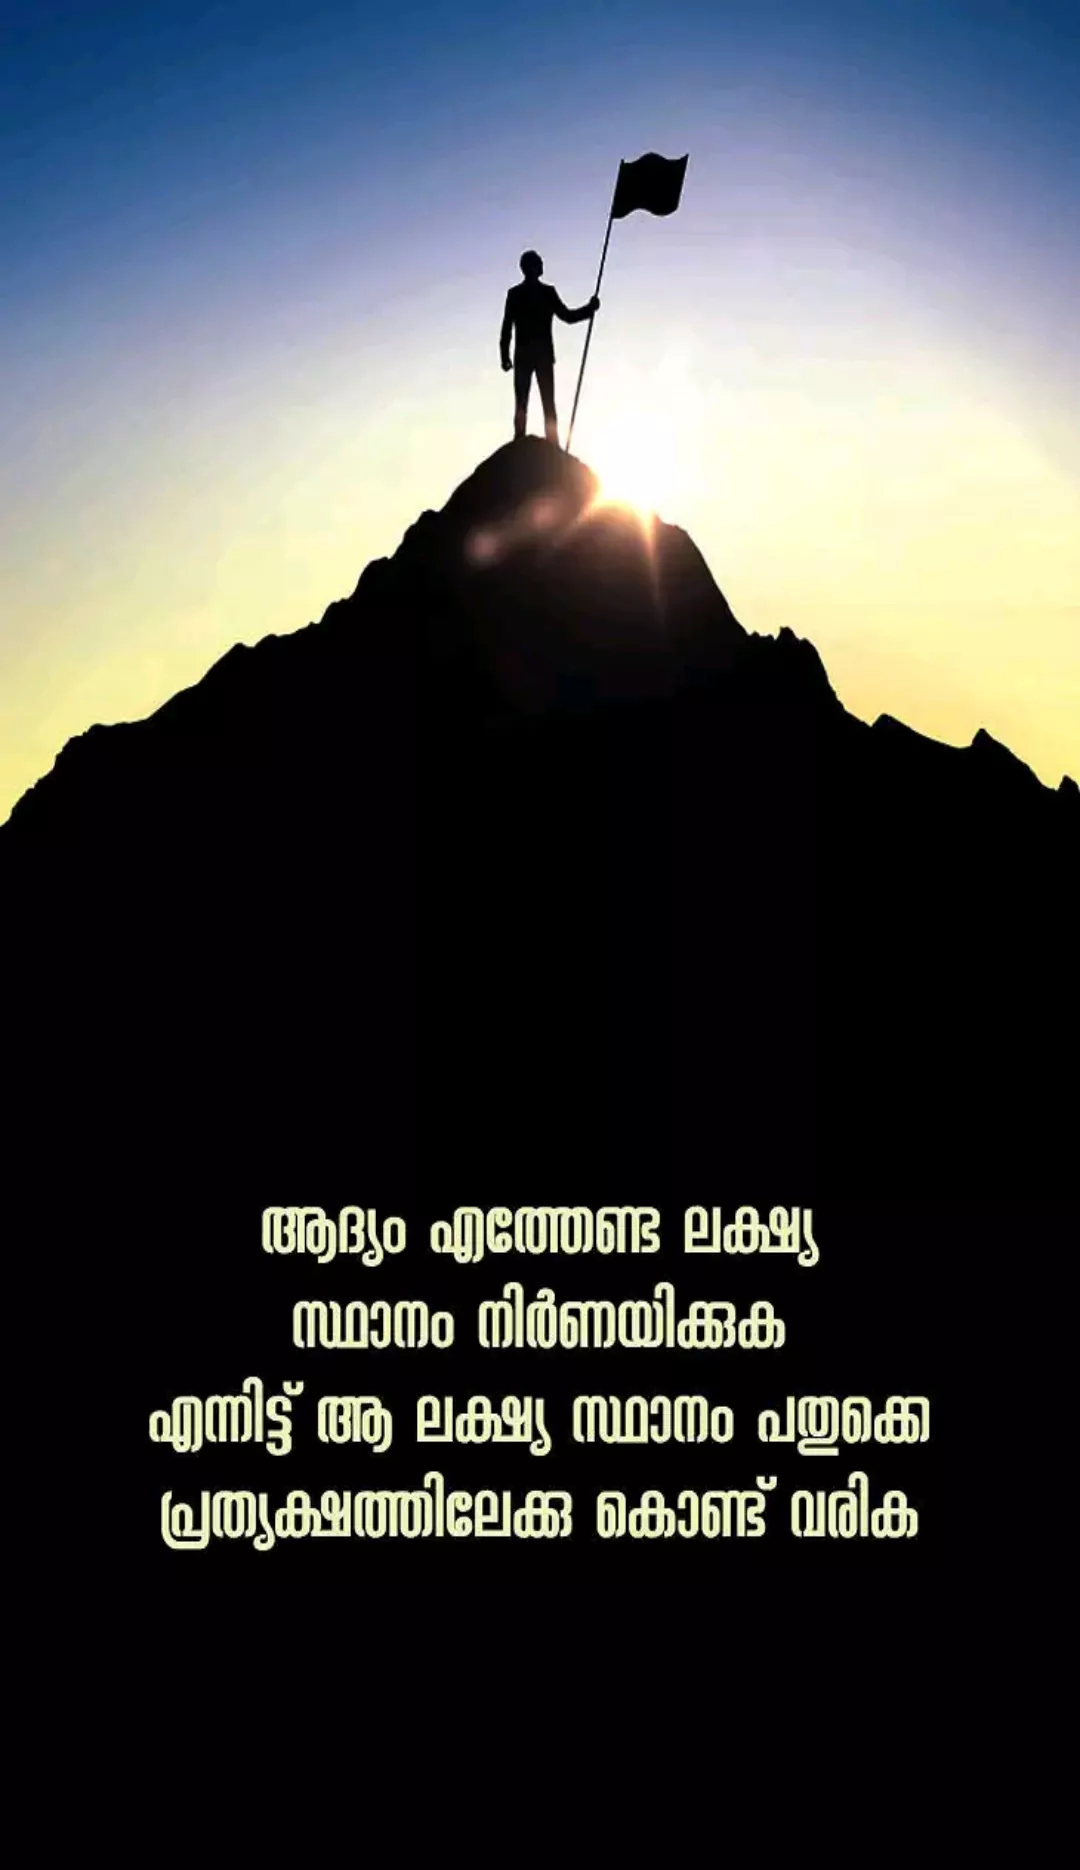 ആദ്യം എത്തേണ്ട ലക്ഷ്യ
സ്ഥാനം നിർണയിക്കുക
എന്നിട്ട് ആ ലക്ഷ്യ സ്ഥാനം പതുക്കെ
പ്രത്യക്ഷത്തിലേക്കു കൊണ്ട് വരിക